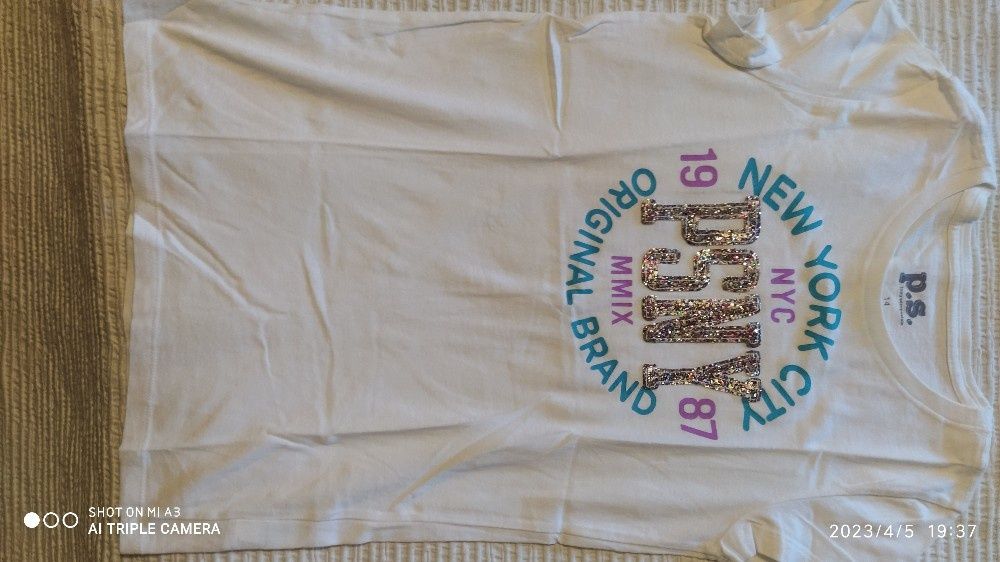 NEW YORK CITY
NYC
19 PSNY 87
MMIX
ORIGINAL BRAND
p.s.
14
SHOT ON MI A3
AI TRIPLE CAMERA
2023/4/5 19:37